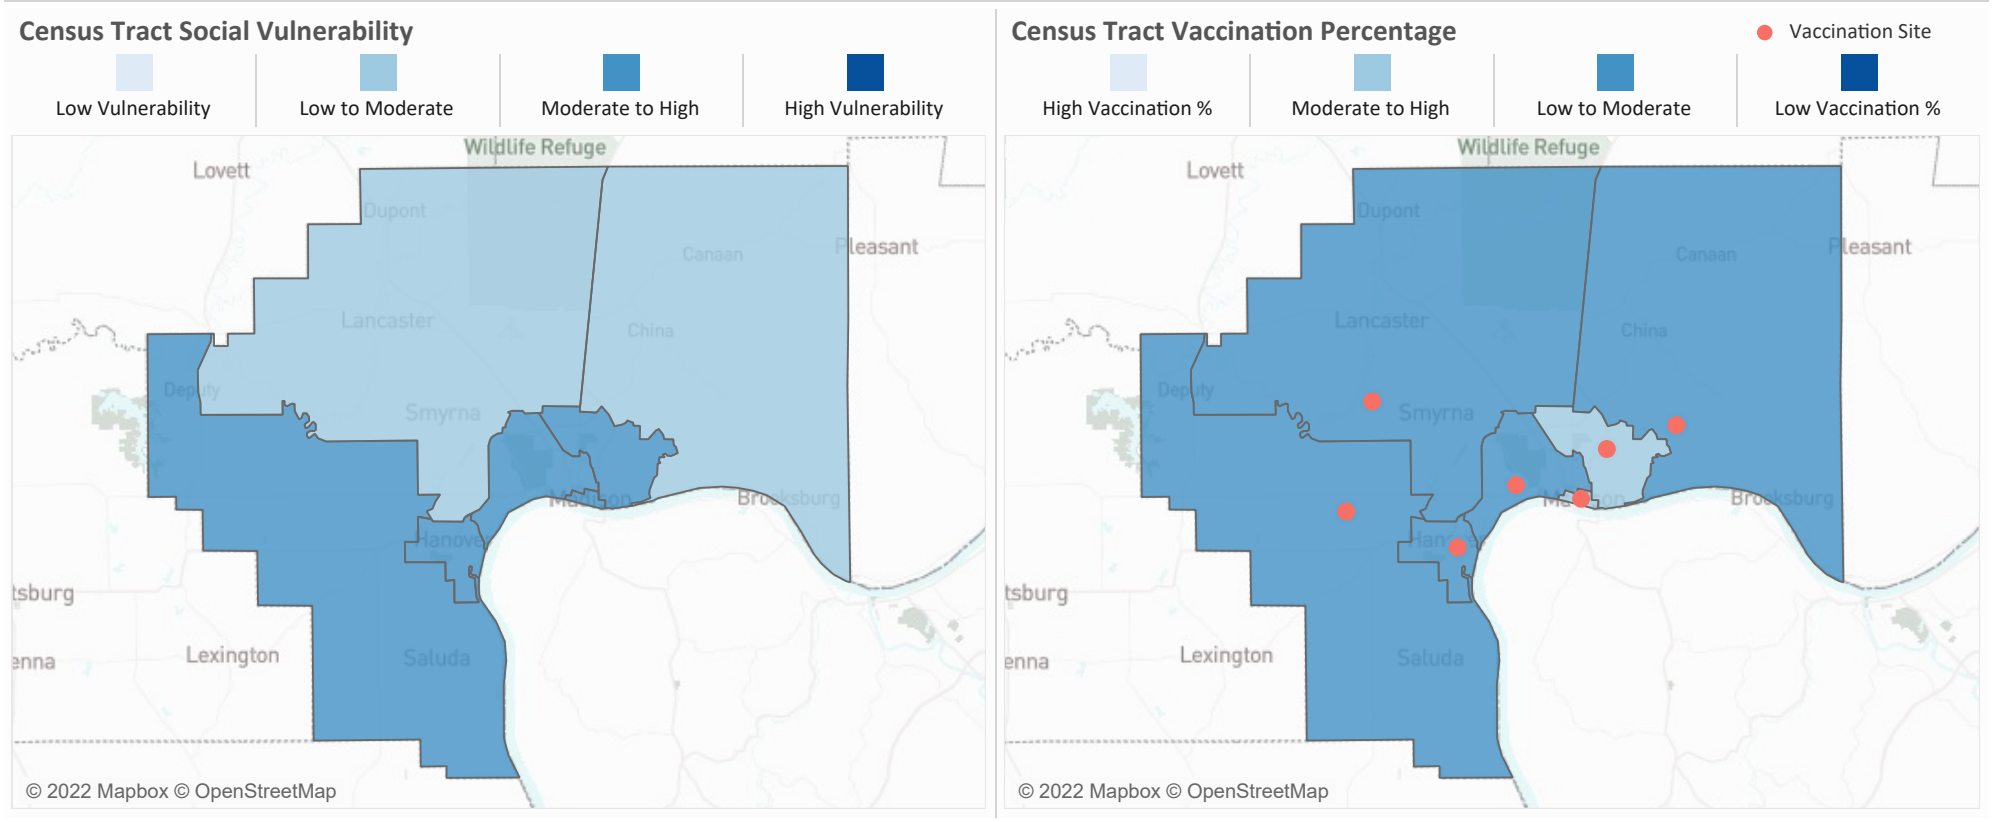 Census Tract Social Vulnerability
Low Vulnerability
Low to Moderate
Moderate to High
High Vulnerability
Wildlife Refuge
Lovett
Dupont
Canaan
Pleasant
Lancaster
China
Deputy
Smyrna
Madison
Brooksburg
Hanover
tsburg
Lexington
enna
Saluda
© 2022 Mapbox © OpenStreetMap
Census Tract Vaccination Percentage
Vaccination Site
High Vaccination %
Moderate to High
Low to Moderate
Low Vaccination %
Wildlife Refuge
Lovett
Dupont
Canaan
Pleasant
Lancaster
China
Deputy
Smyrna
Brooksburg
tsburg
Lexington
enna
Saluda
© 2022 Mapbox © OpenStreetMap